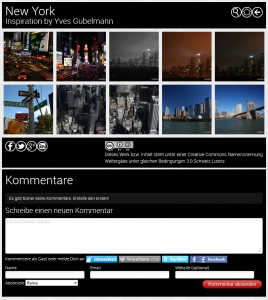 New York
Inspiration by Yves Gubelmann
Dieses Werk bzw. Inhalt steht unter einer Creative Commons Namensnennung
Weitergabe unter gleichen Bedingungen 3.0 Schweiz Lizenz.
Kommentare
Es gibt bisher keine Kommentare. Erstelle den ersten!
Schreibe einen neuen Kommentar
Kommentiere als Gast oder melde Dich an
Facebook
Name
Email
Website (optional)
Abonniere
Keine
Kommentar absenden